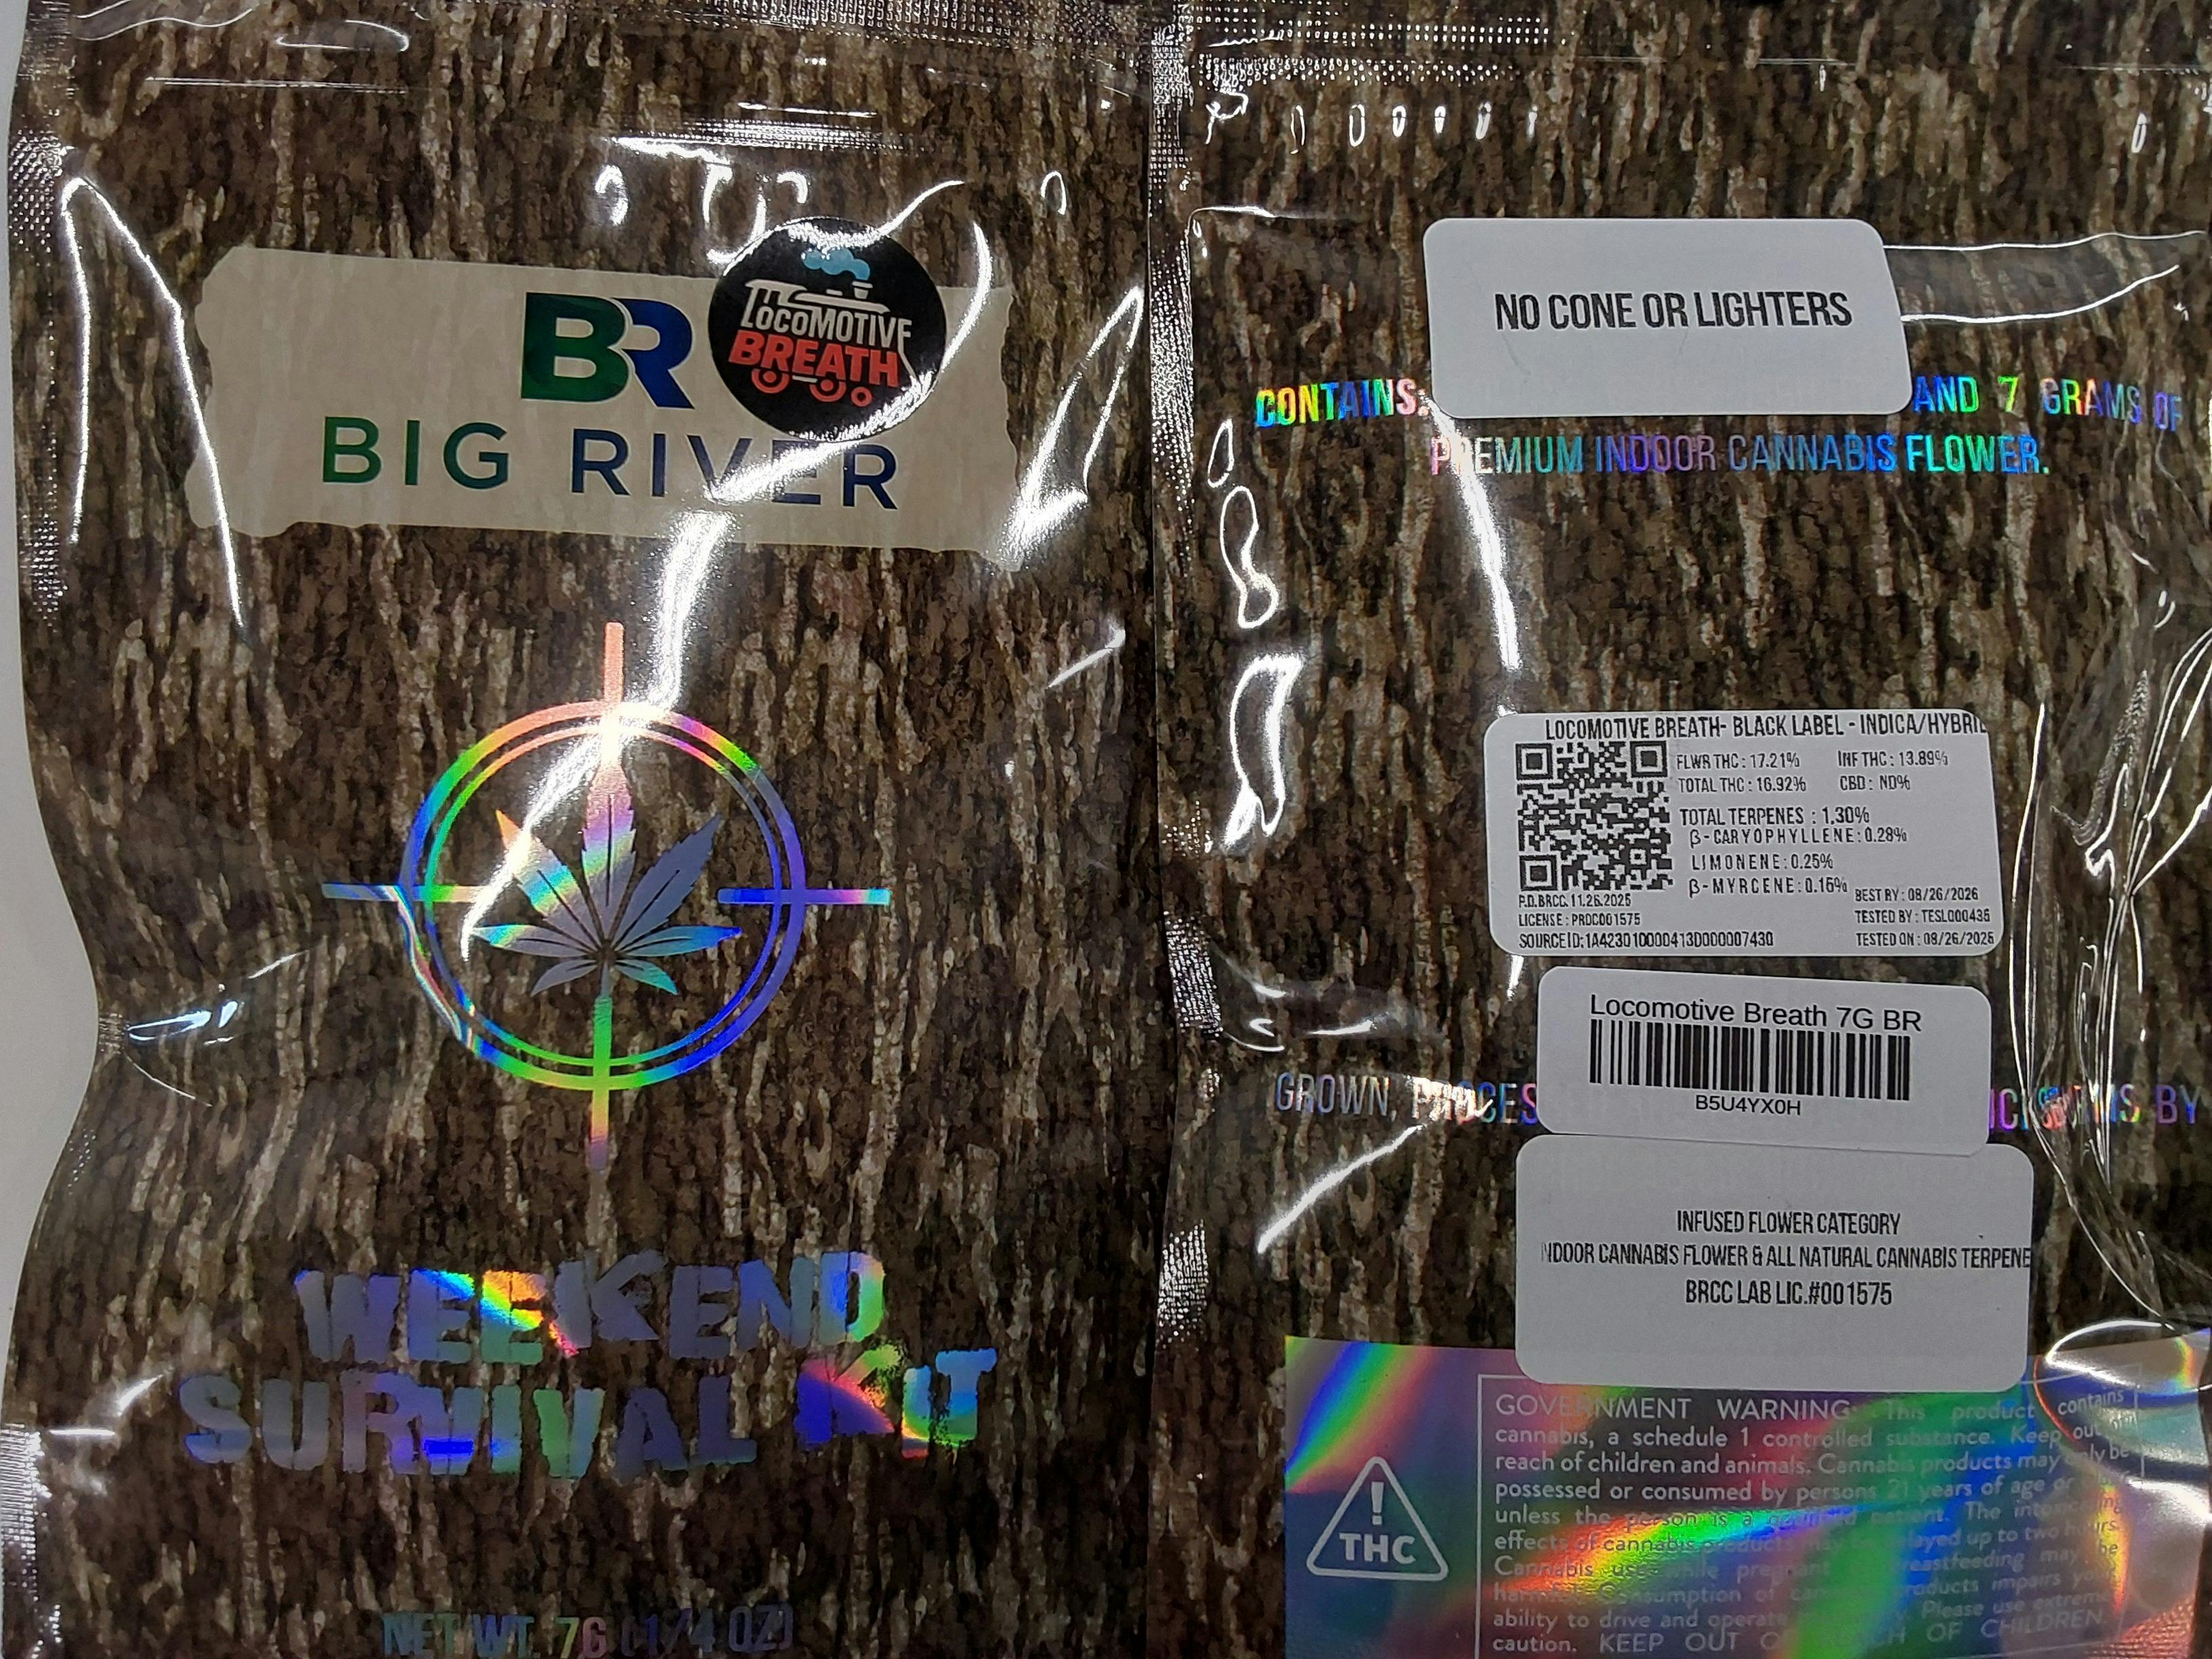 BR
LOCOMOTIVE
BREATH
BIG RIVER
WEEKEND
SURVIVAL KIT
NET WT. 7G (1/4 OZ)
NO CONE OR LIGHTERS
CONTAINS: AND 7 GRAMS OF
PREMIUM INDOOR CANNABIS FLOWER.
LOCOMOTIVE BREATH- BLACK LABEL - INDICA/HYBRI
FLWR THC : 17.21% INF THC : 13.89%
TOTAL THC : 16.92% CBD : ND%
TOTAL TERPENES : 1.30%
β-CARYOPHYLLENE:0.28%
LIMONENE:0.25%
β-MYRCENE:0.16%
P.D.BRCC.11.26.2025
BEST BY : 08/26/2026
LICENSE : PROC001575
TESTED BY : TESL000436
SOURCE ID: 1A423010000413D000007430
TESTED ON : 08/26/2025
Locomotive Breath 7G BR
B5U4YX0H
GROWN, PROCES BY
INFUSED FLOWER CATEGORY
NDOOR CANNABIS FLOWER & ALL NATURAL CANNABIS TERPENE
BRCC LAB LIC.#001575
!
THC
GOVERNMENT WARNING: This product contains
cannabis, a schedule 1 controlled substance. Keep out
reach of children and animals. Cannabis products may only be
possessed or consumed by persons 21 years of age or
unless the person is a qualified patient. The intoxicating
effects of cannabis products may be delayed up to two hours.
Cannabis use while pregnant breastfeeding may be
harmful. Consumption of cannabis products impairs your
ability to drive and operate Please use extreme
caution. KEEP OUT OF REACH OF CHILDREN.